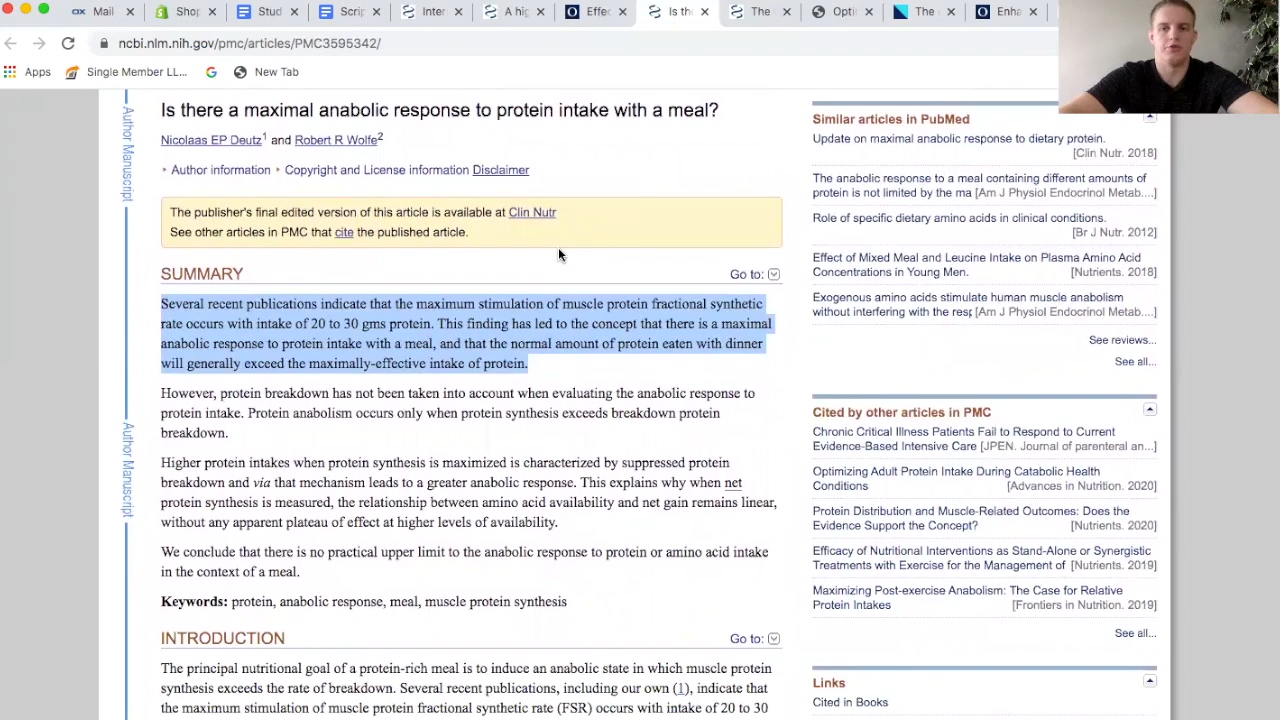 Mail
Shop
Stud
Scrip
Inte
A hig
Effec
Is the
The
Opti
The
Enha
ncbi.nlm.nih.gov/pmc/articles/PMC3595342/
Apps
Single Member LL...
New Tab
Author Manuscript
Author Manuscript
Is there a maximal anabolic response to protein intake with a meal?
Nicolaas EP Deutz1 and Robert R Wolfe
Author information Copyright and License information Disclaimer
The publisher's final edited version of this article is available at Clin Nutr
See other articles in PMC that cite the published article.
SUMMARY Go to:
Several recent publications indicate that the maximum stimulation of muscle protein fractional synthetic
rate occurs with intake of 20 to 30 gms protein. This finding has led to the concept that there is a maximal
anabolic response to protein intake with a meal, and that the normal amount of protein eaten with dinner
will generally exceed the maximally-effective intake of protein.
However, protein breakdown has not been taken into account when evaluating the anabolic response to
protein intake. Protein anabolism occurs only when protein synthesis exceeds breakdown protein
breakdown.
Higher protein intakes when protein synthesis is maximized is characterized by suppressed protein
breakdown and via that mechanism leads to a greater anabolic response. This explains why when net
protein synthesis is measured, the relationship between amino acid availability and net gain remains linear,
without any apparent plateau of effect at higher levels of availability.
We conclude that there is no practical upper limit to the anabolic response to protein or amino acid intake
in the context of a meal.
Keywords: protein, anabolic response, meal, muscle protein synthesis
INTRODUCTION Go to:
The principal nutritional goal of a protein-rich meal is to induce an anabolic state in which muscle protein
synthesis exceeds the rate of breakdown. Several recent publications, including our own (1), indicate that
the maximum stimulation of muscle protein fractional synthetic rate (FSR) occurs with intake of 20 to 30
Similar articles in PubMed
Update on maximal anabolic response to dietary protein.
[Clin Nutr. 2018]
The anabolic response to a meal containing different amounts of
protein is not limited by the ma [Am J Physiol Endocrinol Metab....]
Role of specific dietary amino acids in clinical conditions.
[Br J Nutr. 2012]
Effect of Mixed Meal and Leucine Intake on Plasma Amino Acid
Concentrations in Young Men. [Nutrients. 2018]
Exogenous amino acids stimulate human muscle anabolism
without interfering with the resp [Am J Physiol Endocrinol Metab....]
See reviews...
See all...
Cited by other articles in PMC
Chronic Critical Illness Patients Fail to Respond to Current
Evidence-Based Intensive Care [JPEN. Journal of parenteral an...]
Optimizing Adult Protein Intake During Catabolic Health
Conditions [Advances in Nutrition. 2020]
Protein Distribution and Muscle-Related Outcomes: Does the
Evidence Support the Concept? [Nutrients. 2020]
Efficacy of Nutritional Interventions as Stand-Alone or Synergistic
Treatments with Exercise for the Management of [Nutrients. 2019]
Maximizing Post-exercise Anabolism: The Case for Relative
Protein Intakes [Frontiers in Nutrition. 2019]
See all...
Links
Cited in Books